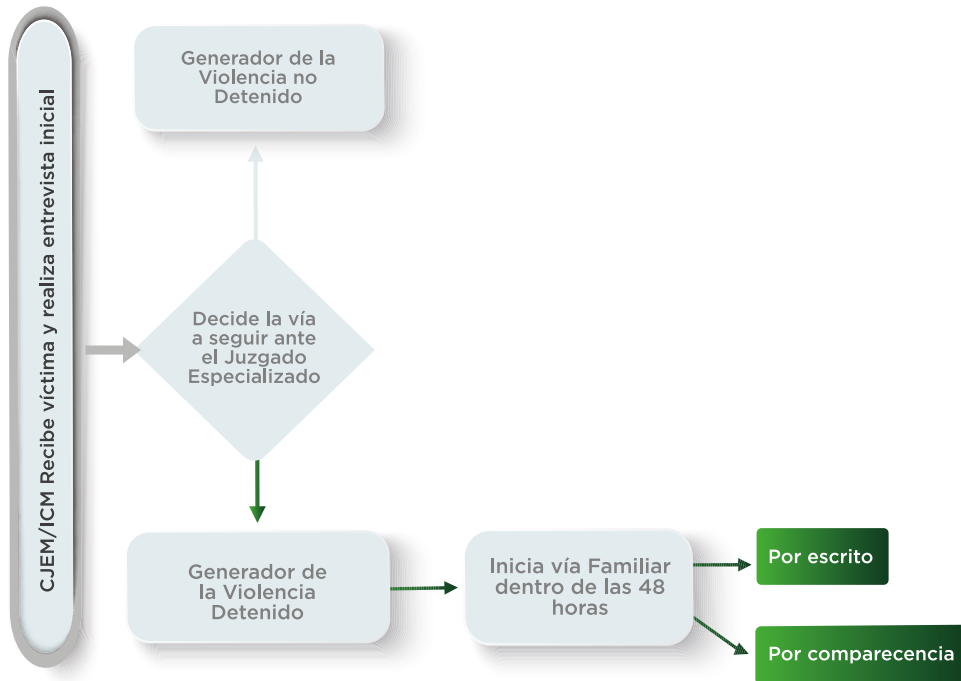 CJEM/ICM Recibe víctima y realiza entrevista inicial
Generador de la
Violencia no
Detenido
Decide la vía
a seguir ante
el Juzgado
Especializado
Generador de
la Violencia
Detenido
Inicia vía Familiar
dentro de las 48
horas
Por escrito
Por comparecencia